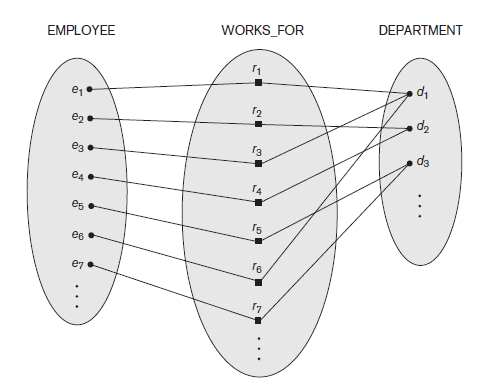 EMPLOYEE WORKS_FOR DEPARTMENT
e1 r1 d1
e2 r2 d2
e3 r3 d3
e4 r4
e5 r5
e6 r6
e7 r7